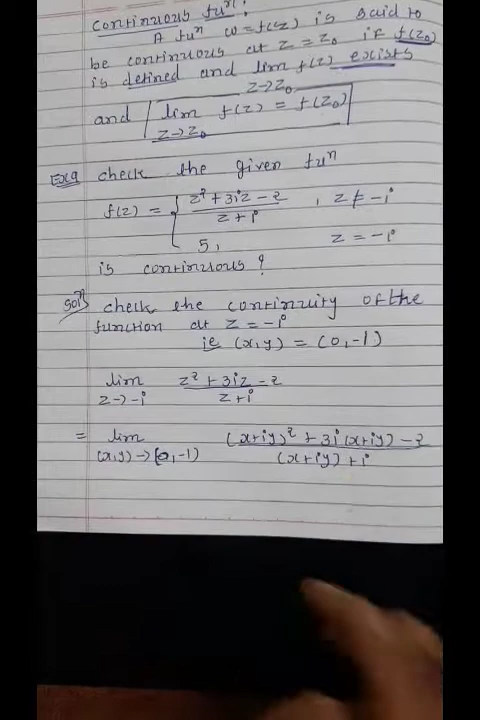 Continuous fuⁿ.
A fuⁿ w = f(z) is said to
be continuous at z = z₀ if f(z₀)
is defined and lim f(z) exists
z→z₀
and lim f(z) = f(z₀)
z→z₀
Exa check the given fuⁿ
f(z) = { z² + 3iz - 2 / z + i , z ≠ -i
5, z = -i
is continuous ?
Solⁿ check the continuity of the
function at z = -i
ie (x,y) = (0,-1)
lim z² + 3iz - 2 / z + i
z→-i
= lim (x+iy)² + 3i(x+iy) - 2 / (x+iy) + i
(x,y)→(0,-1)